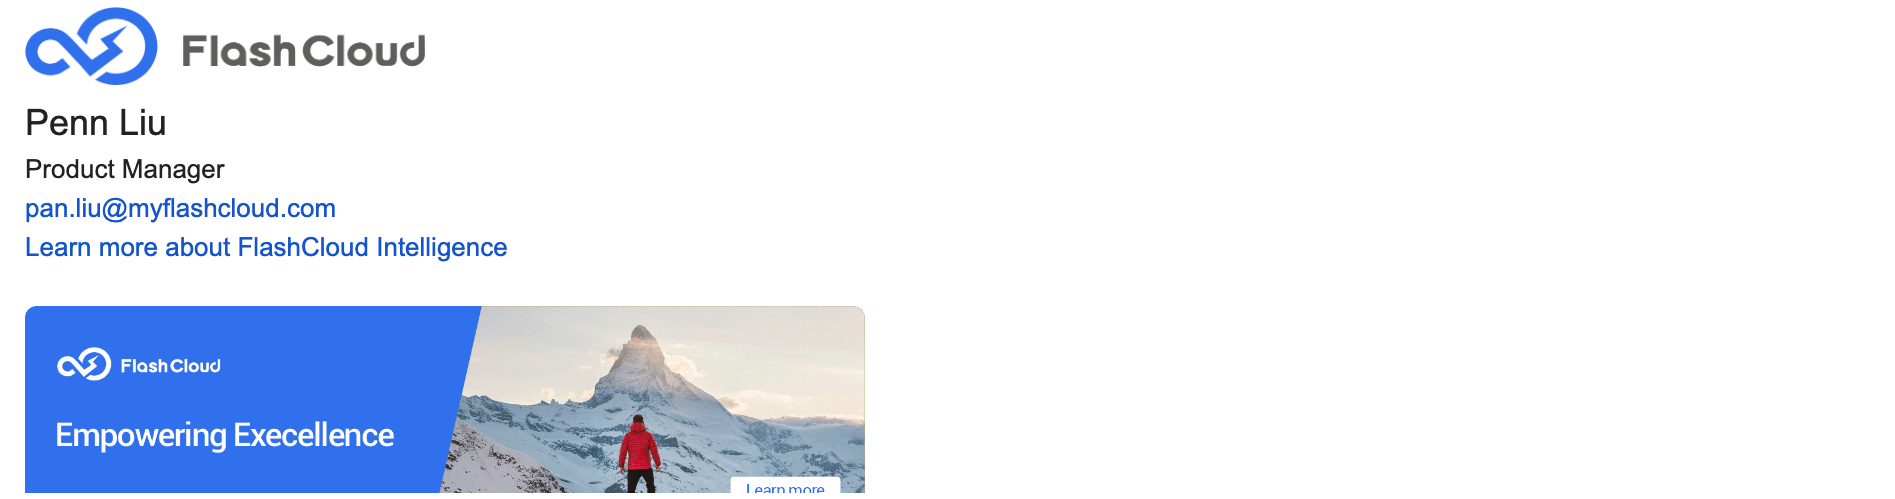 FlashCloud
Penn Liu
Product Manager
pan.liu@myflashcloud.com
Learn more about FlashCloud Intelligence
FlashCloud
Empowering Execellence
Learn more